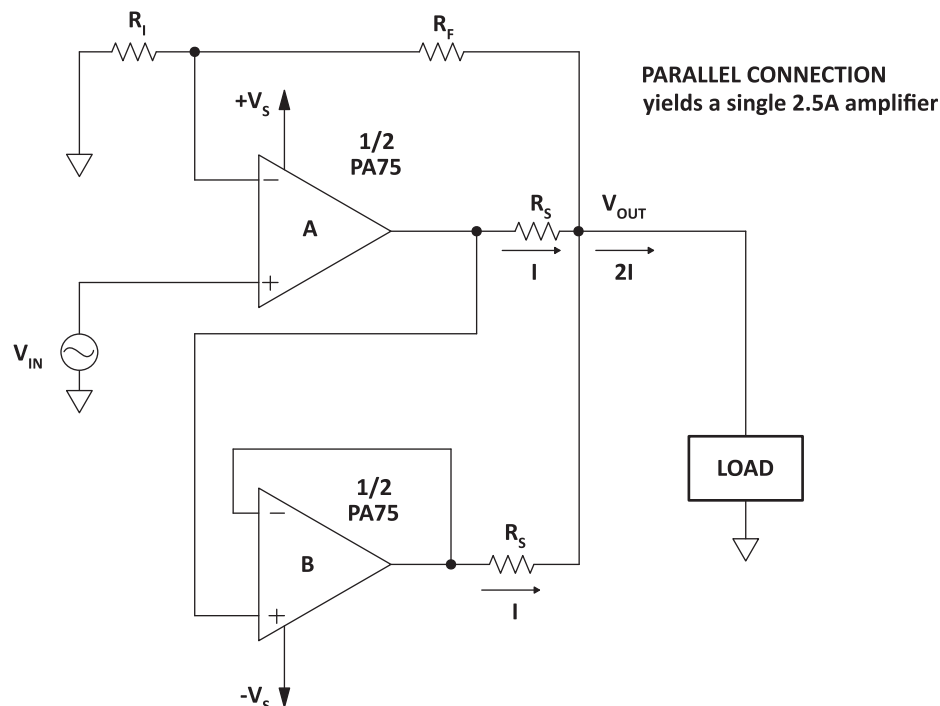 R_I
R_F
PARALLEL CONNECTION
yields a single 2.5A amplifier
+V_S
1/2
PA75
−
A
+
R_S
I
V_OUT
2I
V_IN
LOAD
1/2
PA75
−
B
+
R_S
I
-V_S